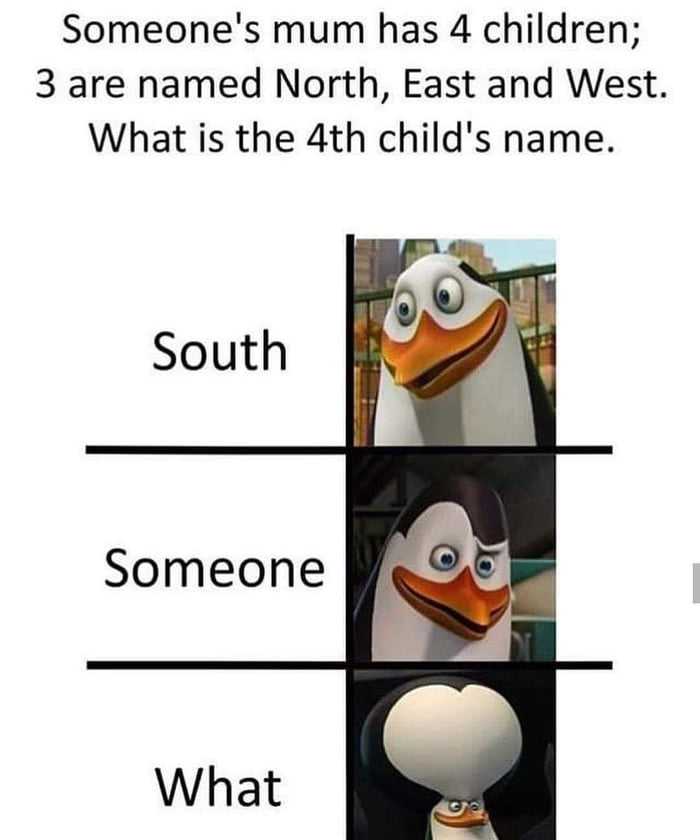 Someone's mum has 4 children;
3 are named North, East and West.
What is the 4th child's name.
South
Someone
What